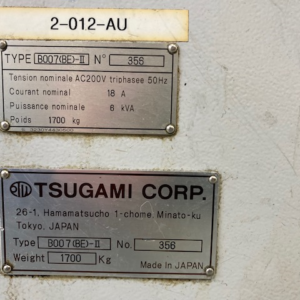 2-012-AU
TYPE B007(BE)-II N° 356
Tension nominale AC200V triphasee 50Hz
Courant nominal 18 A
Puissance nominale 6 kVA
Poids 1700 kg
TSUGAMI CORP.
26-1, Hamamatsucho 1-chome, Minato-ku
Tokyo, JAPAN
Type B007(BE)-II No. 356
Weight 1700 Kg
Made in JAPAN